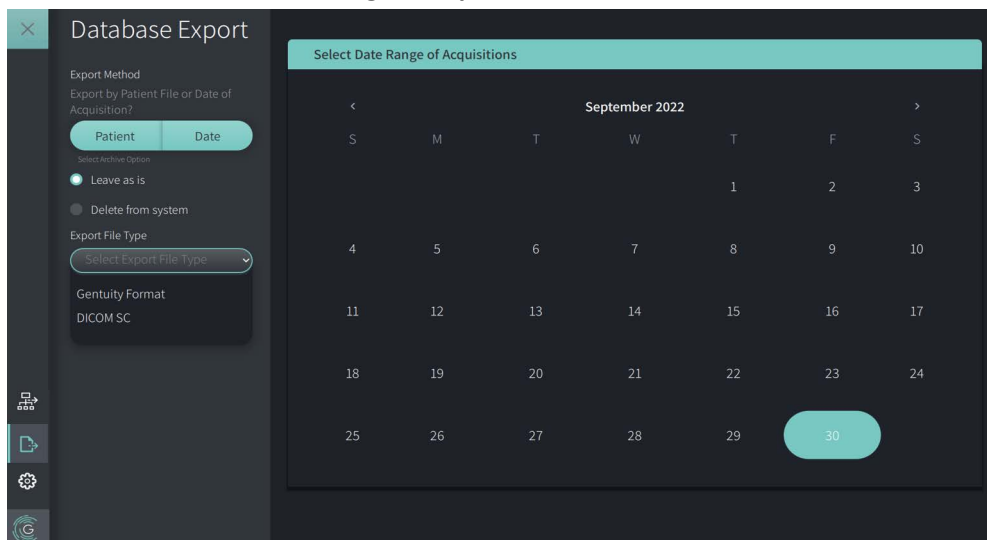 Database Export
Export Method
Export by Patient File or Date of
Acquisition?
Patient Date
Select Archive Option
Leave as is
Delete from system
Export File Type
Select Export File Type
Gentuity Format
DICOM SC
G
Select Date Range of Acquisitions
< September 2022 >
S M T W T F S
1 2 3
4 5 6 7 8 9 10
11 12 13 14 15 16 17
18 19 20 21 22 23 24
25 26 27 28 29 30